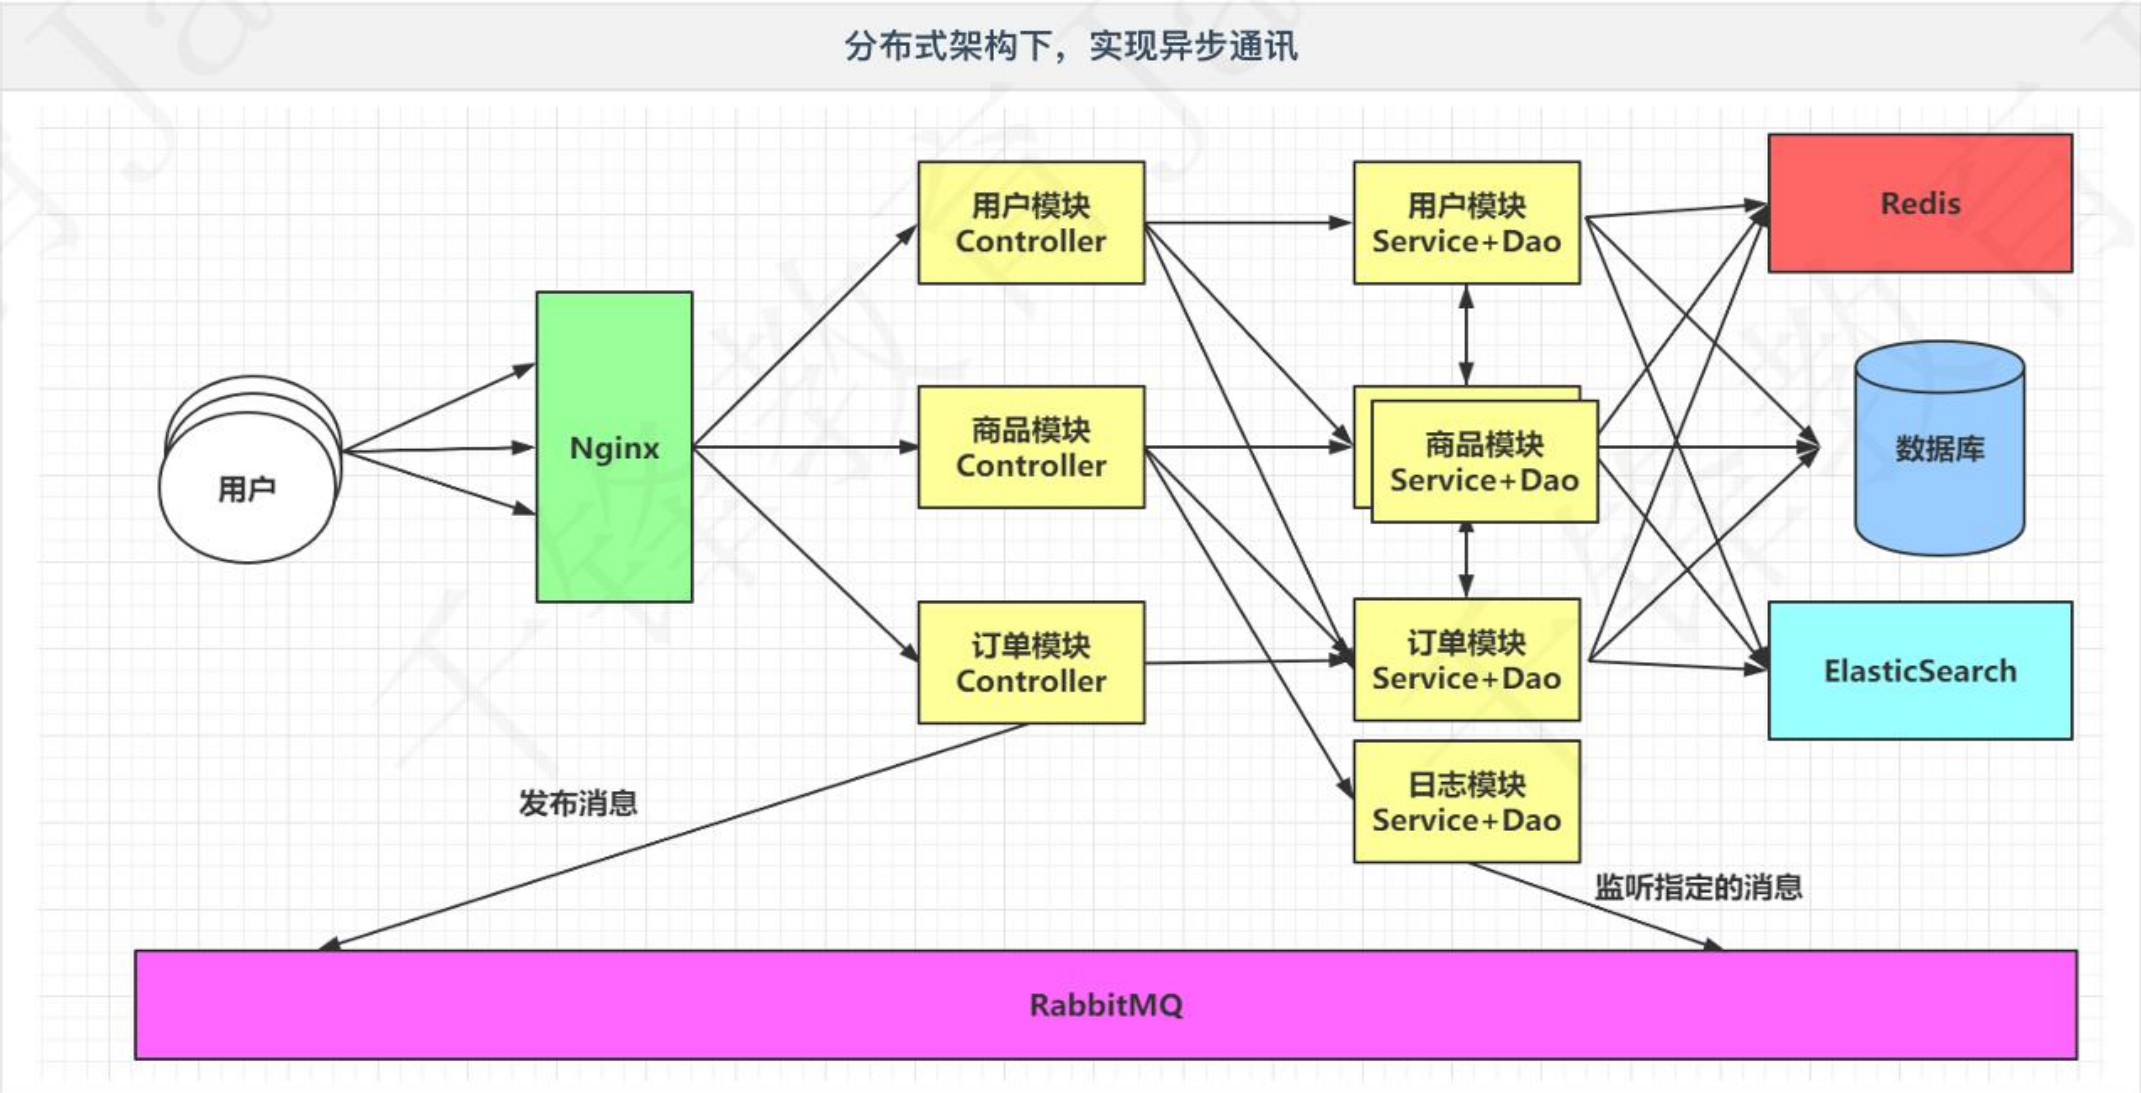 分布式架构下，实现异步通讯
用户
Nginx
用户模块
Controller
商品模块
Controller
订单模块
Controller
用户模块
Service+Dao
商品模块
Service+Dao
订单模块
Service+Dao
日志模块
Service+Dao
Redis
数据库
ElasticSearch
发布消息
监听指定的消息
RabbitMQ